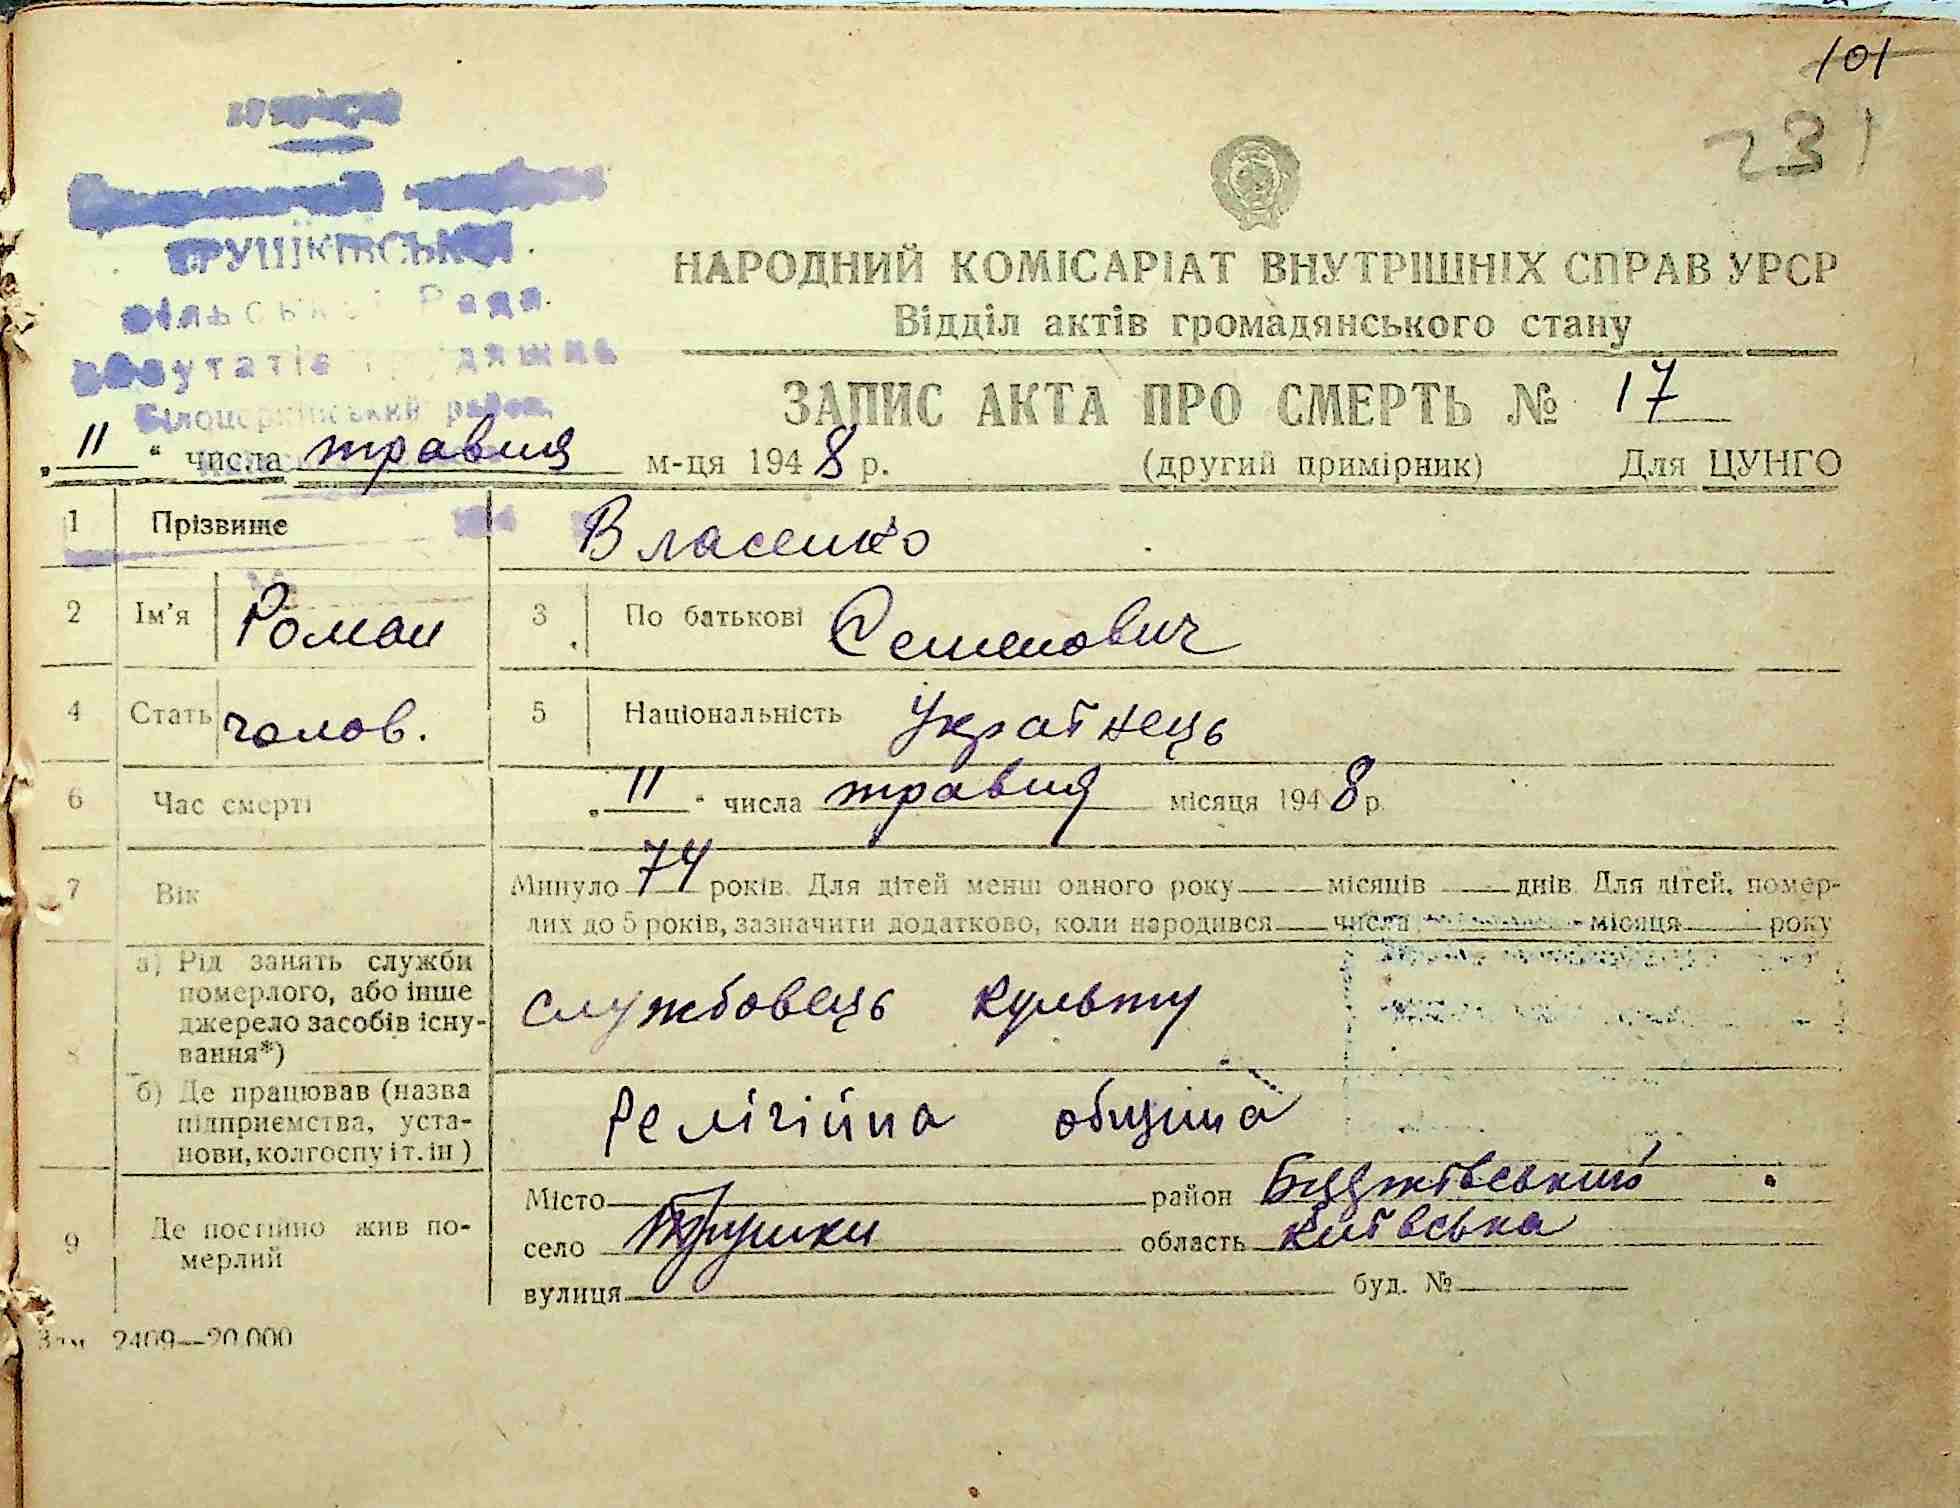 101
231
ТРУШКІВСЬКА
сільська Рада
депутатів трудящих
Білоцерківський район,
НАРОДНИЙ КОМІСАРІАТ ВНУТРІШНІХ СПРАВ УРСР
Відділ актів громадянського стану
ЗАПИС АКТА ПРО СМЕРТЬ № 17
„11“ числа травня м-ця 1948 р. (другий примірник) Для ЦУНГО
1 Прізвище Власенко
2 Ім'я Роман 3 По батькові Семенович
4 Стать чолов. 5 Національність Українець
6 Час смерті „11“ числа травня місяця 1948 р.
7 Вік Минуло 74 років. Для дітей менш одного року місяців днів. Для дітей, помер-
лих до 5 років, зазначити додатково, коли народився числа місяця року
8 а) Рід занять служби
померлого, або інше
джерело засобів існу-
вання*) службовець культу
б) Де працював (назва
підприємства, уста-
нови, колгоспу і т. ін) Релігійна община
9 Де постійно жив по-
мерлий
Місто район
село Трушки область Київська
вулиця буд. №
Зам 2409—20.000